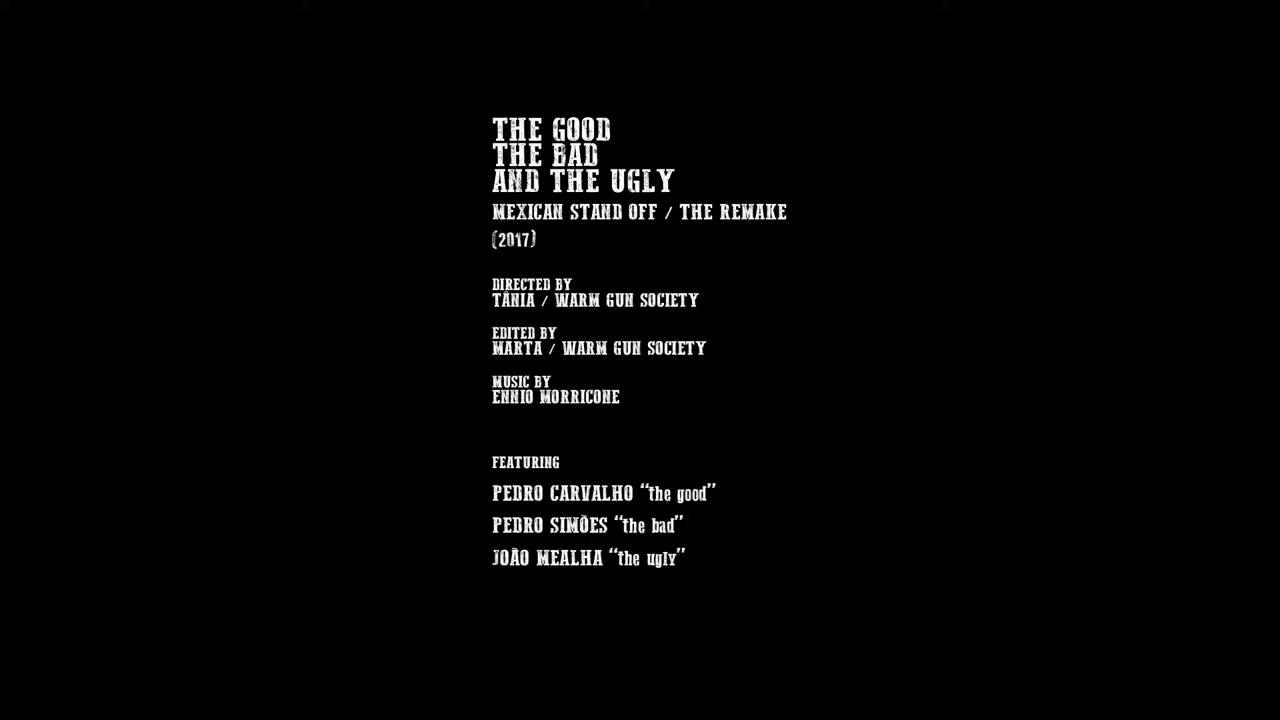 THE GOOD
THE BAD
AND THE UGLY
MEXICAN STAND OFF / THE REMAKE
(2017)
DIRECTED BY
TÂNIA / WARM GUN SOCIETY
EDITED BY
MARTA / WARM GUN SOCIETY
MUSIC BY
ENNIO MORRICONE
FEATURING
PEDRO CARVALHO “the good”
PEDRO SIMÕES “the bad”
JOÃO MEALHA “the ugly”